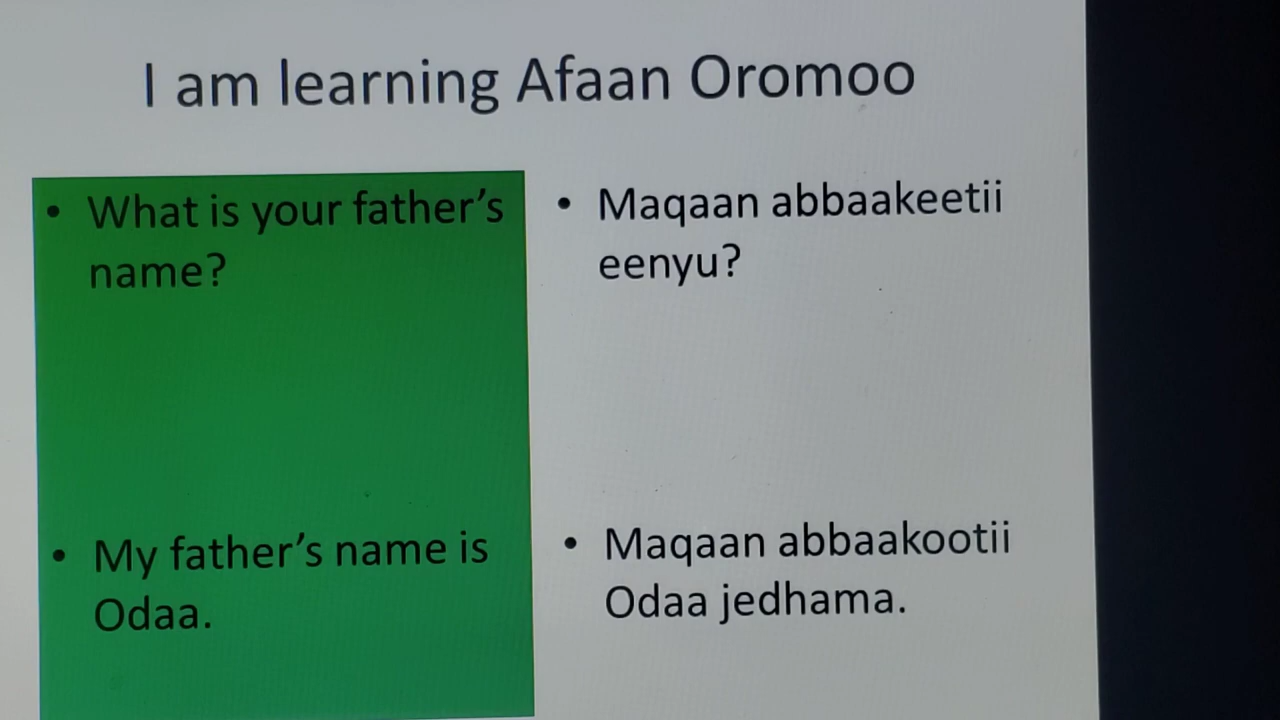 I am learning Afaan Oromoo
• What is your father's
name?
• Maqaan abbaakeetii
eenyu?
• My father's name is
Odaa.
• Maqaan abbaakootii
Odaa jedhama.